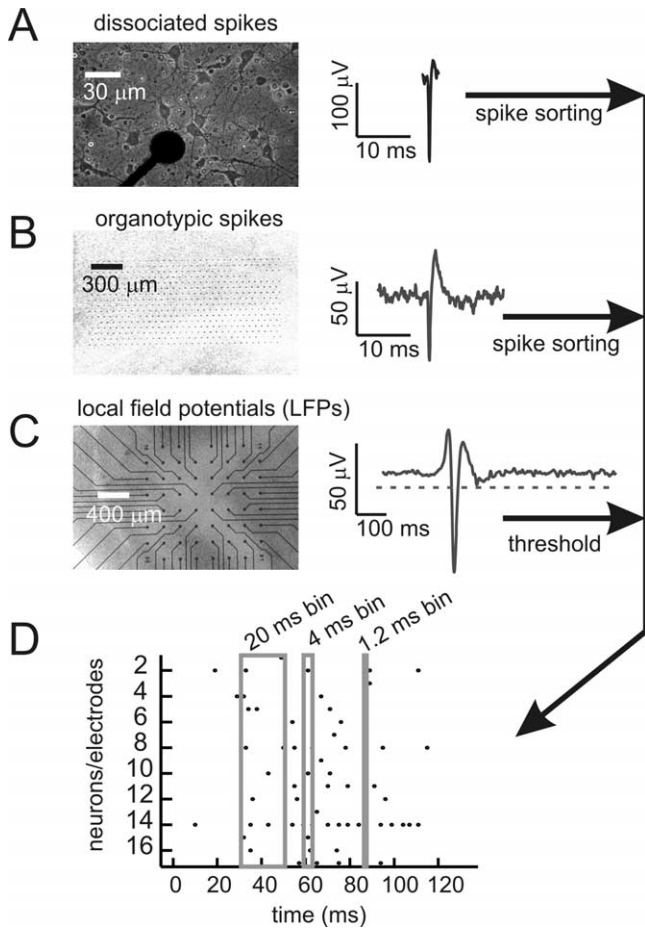 A
dissociated spikes
30 μm
100 μV
10 ms
spike sorting
B
organotypic spikes
300 μm
50 μV
10 ms
spike sorting
C
local field potentials (LFPs)
400 μm
50 μV
100 ms
threshold
D
20 ms bin
4 ms bin
1.2 ms bin
neurons/electrodes
2
4
6
8
10
12
14
16
0 20 40 60 80 100 120
time (ms)